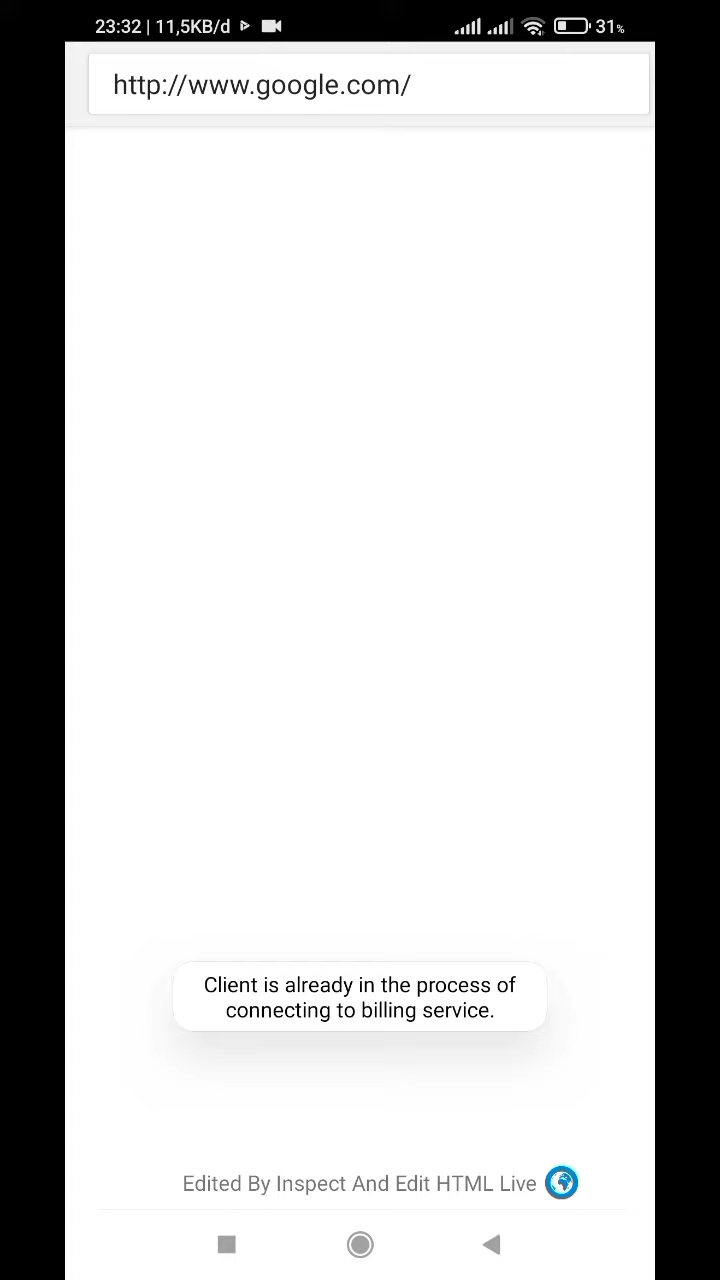 23:32 | 11,5KB/d 31%
http://www.google.com/
Client is already in the process of
connecting to billing service.
Edited By Inspect And Edit HTML Live